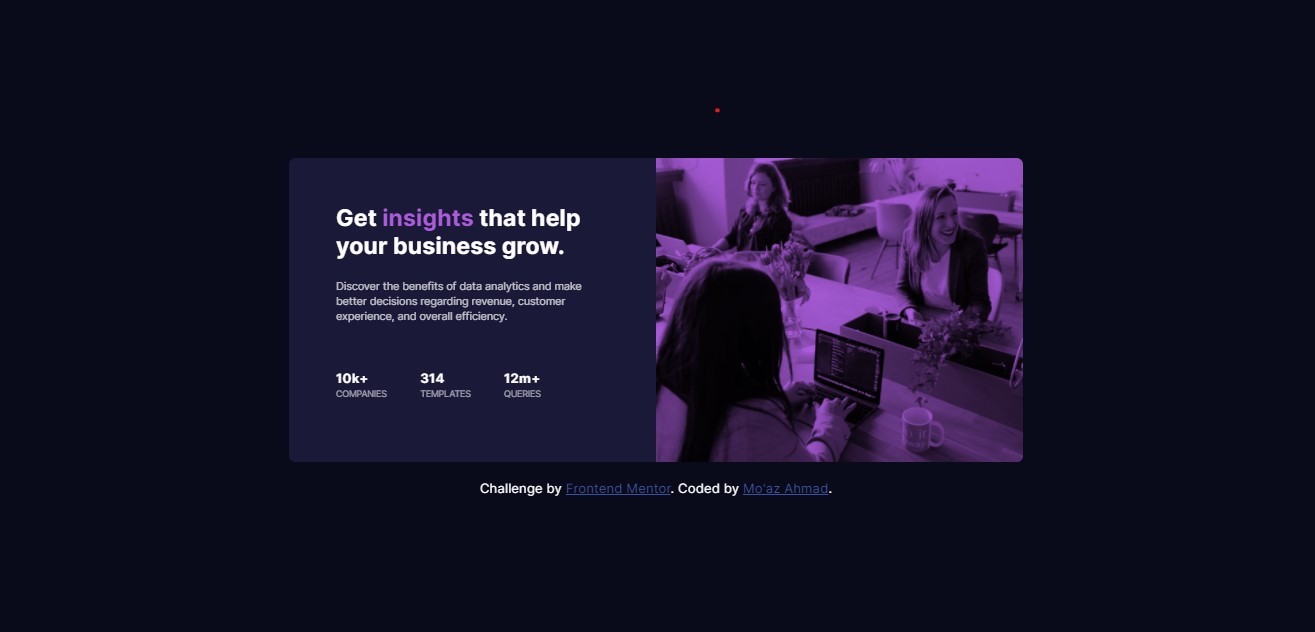 Get insights that help
your business grow.
Discover the benefits of data analytics and make
better decisions regarding revenue, customer
experience, and overall efficiency.
10k+ 314 12m+
COMPANIES TEMPLATES QUERIES
Challenge by Frontend Mentor. Coded by Mo'az Ahmad.